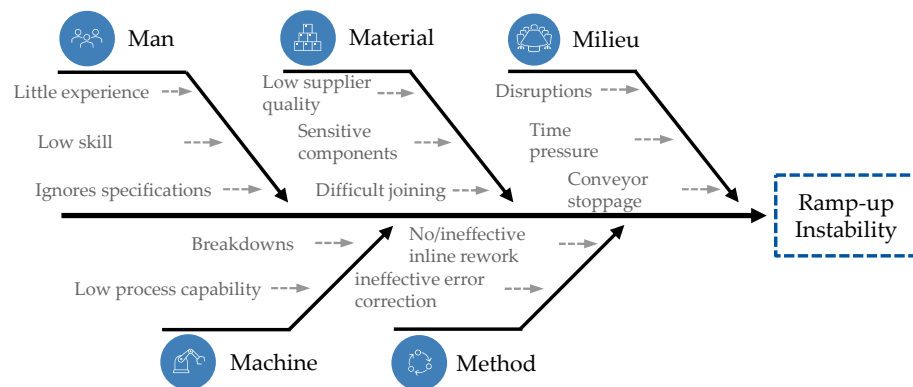 Man
Material
Milieu
Little experience
Low skill
Ignores specifications
Low supplier
quality
Sensitive
components
Difficult joining
Disruptions
Time
pressure
Conveyor
stoppage
Ramp-up
Instability
Breakdowns
Low process capability
No/ineffective
inline rework
ineffective error
correction
Machine
Method